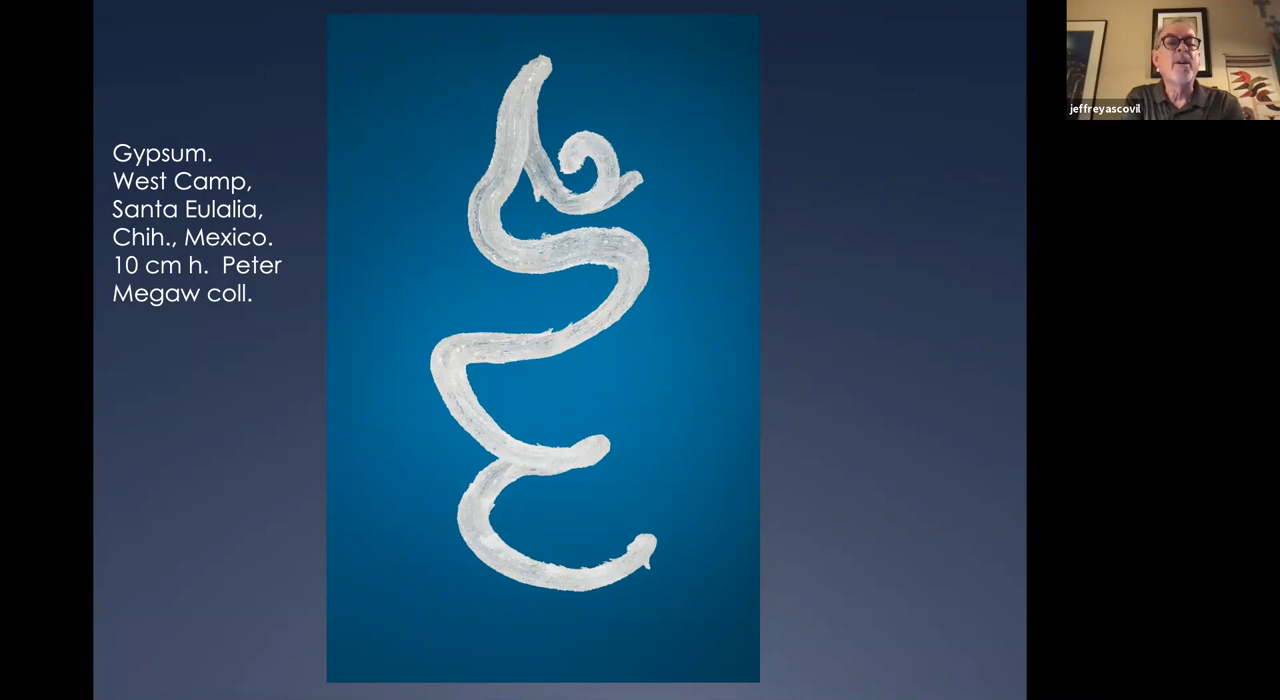 Gypsum.
West Camp,
Santa Eulalia,
Chih., Mexico.
10 cm h.  Peter
Megaw coll.
jeffreyascovil